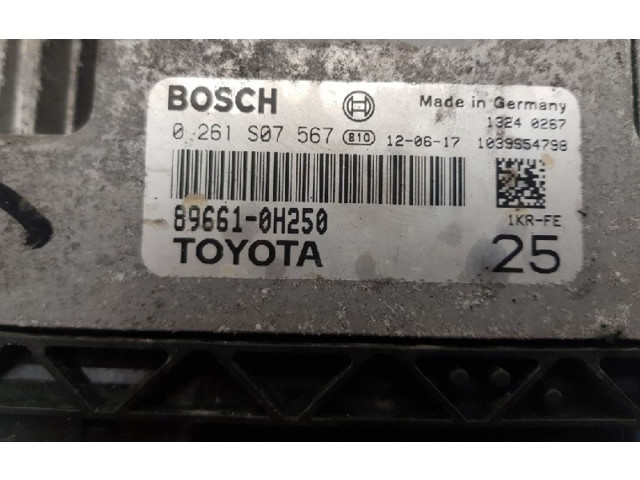 BOSCH
Made in Germany
1324 0267
0 261 S07 567 810 12-06-17 1039S54798
89661-0H250
1KR-FE
TOYOTA
25